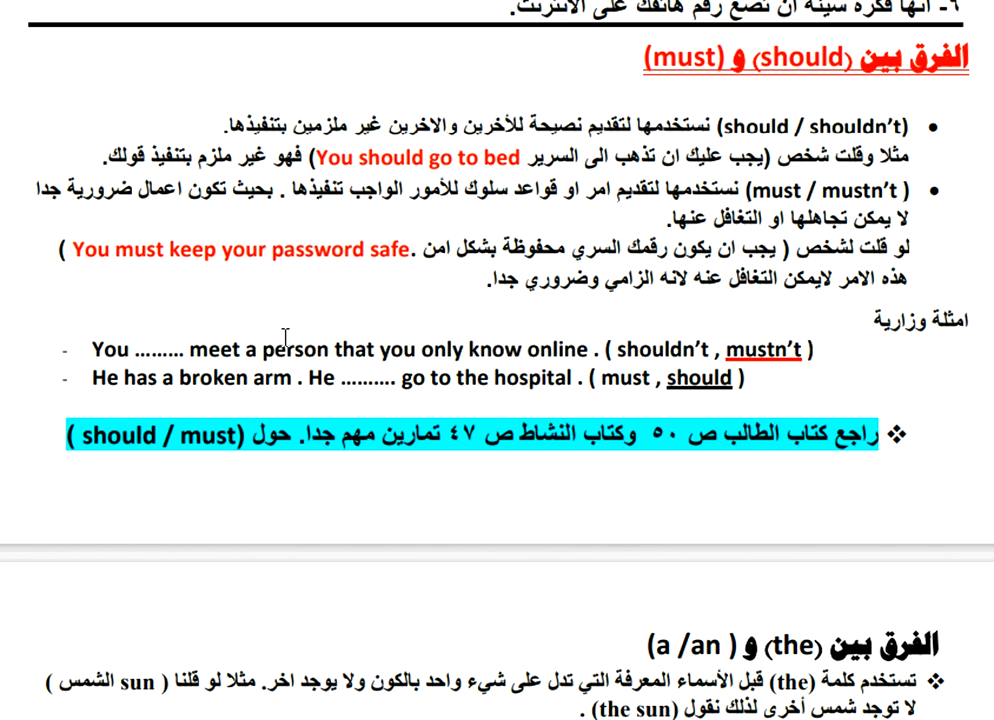 ٦- انها فكرة سيئة ان تضع رقم هاتفك على الانترنت.
الفرق بين (should) و (must)
• (should / shouldn’t) نستخدمها لتقديم نصيحة للأخرين والاخرين غير ملزمين بتنفيذها.
مثلا وقلت شخص (يجب عليك ان تذهب الى السرير You should go to bed) فهو غير ملزم بتنفيذ قولك.
• (must / mustn’t ) نستخدمها لتقديم امر او قواعد سلوك للأمور الواجب تنفيذها . بحيث تكون اعمال ضرورية جدا
لا يمكن تجاهلها او التغافل عنها.
لو قلت لشخص ( يجب ان يكون رقمك السري محفوظة بشكل امن .You must keep your password safe )
هذه الامر لايمكن التغافل عنه لانه الزامي وضروري جدا.
امثلة وزارية
- You ......... meet a person that you only know online . ( shouldn’t , mustn’t )
- He has a broken arm . He .......... go to the hospital . ( must , should )
❖ راجع كتاب الطالب ص ٥٠ وكتاب النشاط ص ٤٧ تمارين مهم جدا. حول (should / must )
الفرق بين (the) و ( a /an)
❖ تستخدم كلمة (the) قبل الأسماء المعرفة التي تدل على شيء واحد بالكون ولا يوجد اخر. مثلا لو قلنا ( sun الشمس )
لا توجد شمس أخرى لذلك نقول (the sun) .